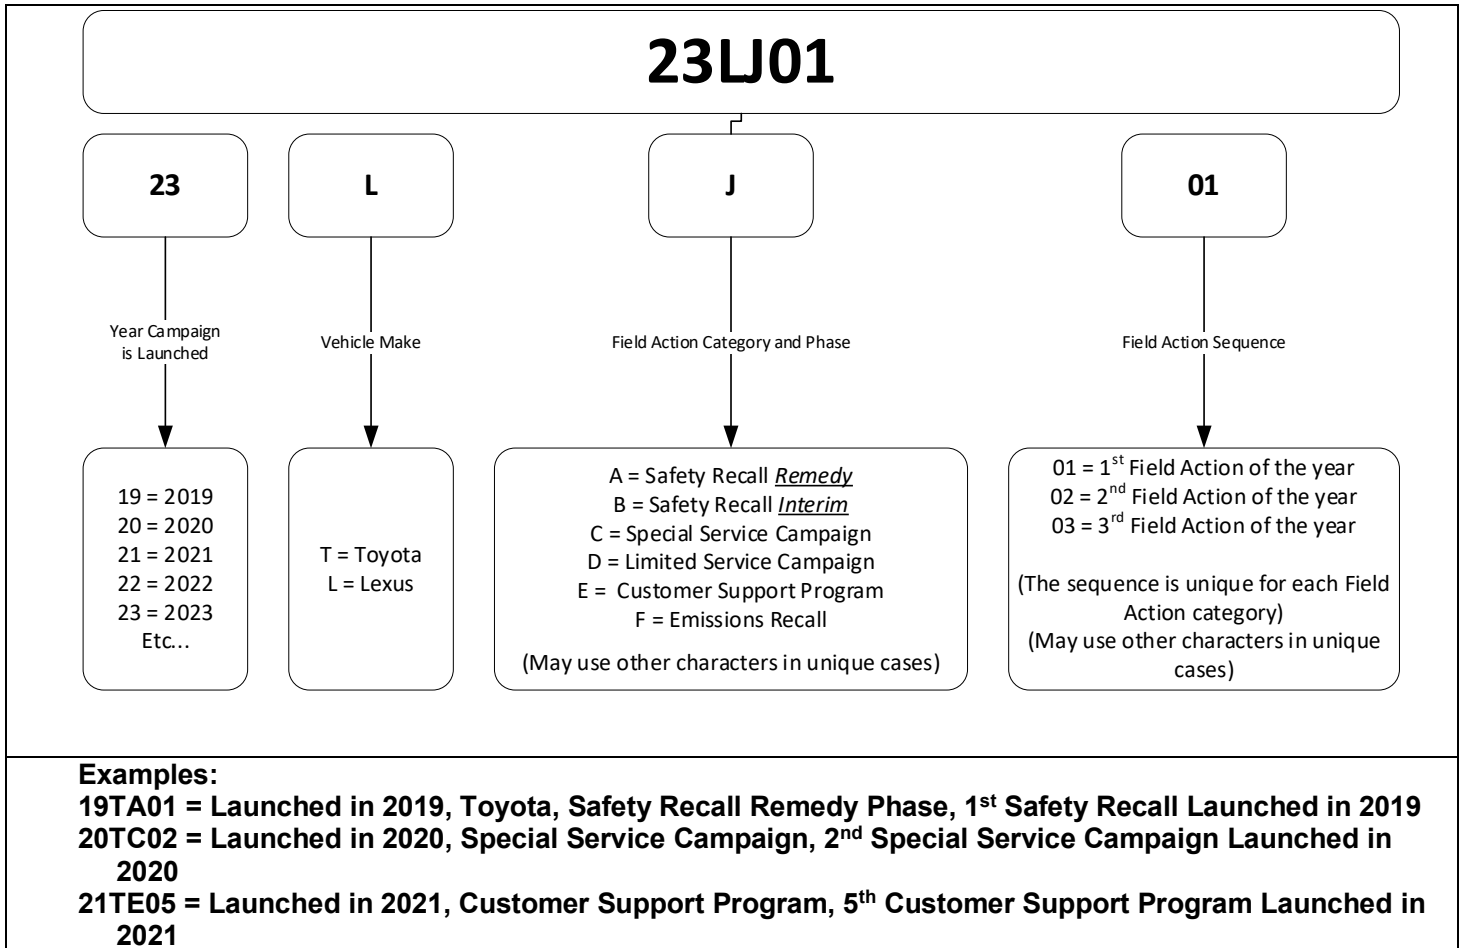 23LJ01
23
L
J
01
Year Campaign
is Launched
Vehicle Make
Field Action Category and Phase
Field Action Sequence
19 = 2019
20 = 2020
21 = 2021
22 = 2022
23 = 2023
Etc...
T = Toyota
L = Lexus
A = Safety Recall Remedy
B = Safety Recall Interim
C = Special Service Campaign
D = Limited Service Campaign
E = Customer Support Program
F = Emissions Recall
(May use other characters in unique cases)
01 = 1st Field Action of the year
02 = 2nd Field Action of the year
03 = 3rd Field Action of the year
(The sequence is unique for each Field
Action category)
(May use other characters in unique
cases)
Examples:
19TA01 = Launched in 2019, Toyota, Safety Recall Remedy Phase, 1st Safety Recall Launched in 2019
20TC02 = Launched in 2020, Special Service Campaign, 2nd Special Service Campaign Launched in
2020
21TE05 = Launched in 2021, Customer Support Program, 5th Customer Support Program Launched in
2021